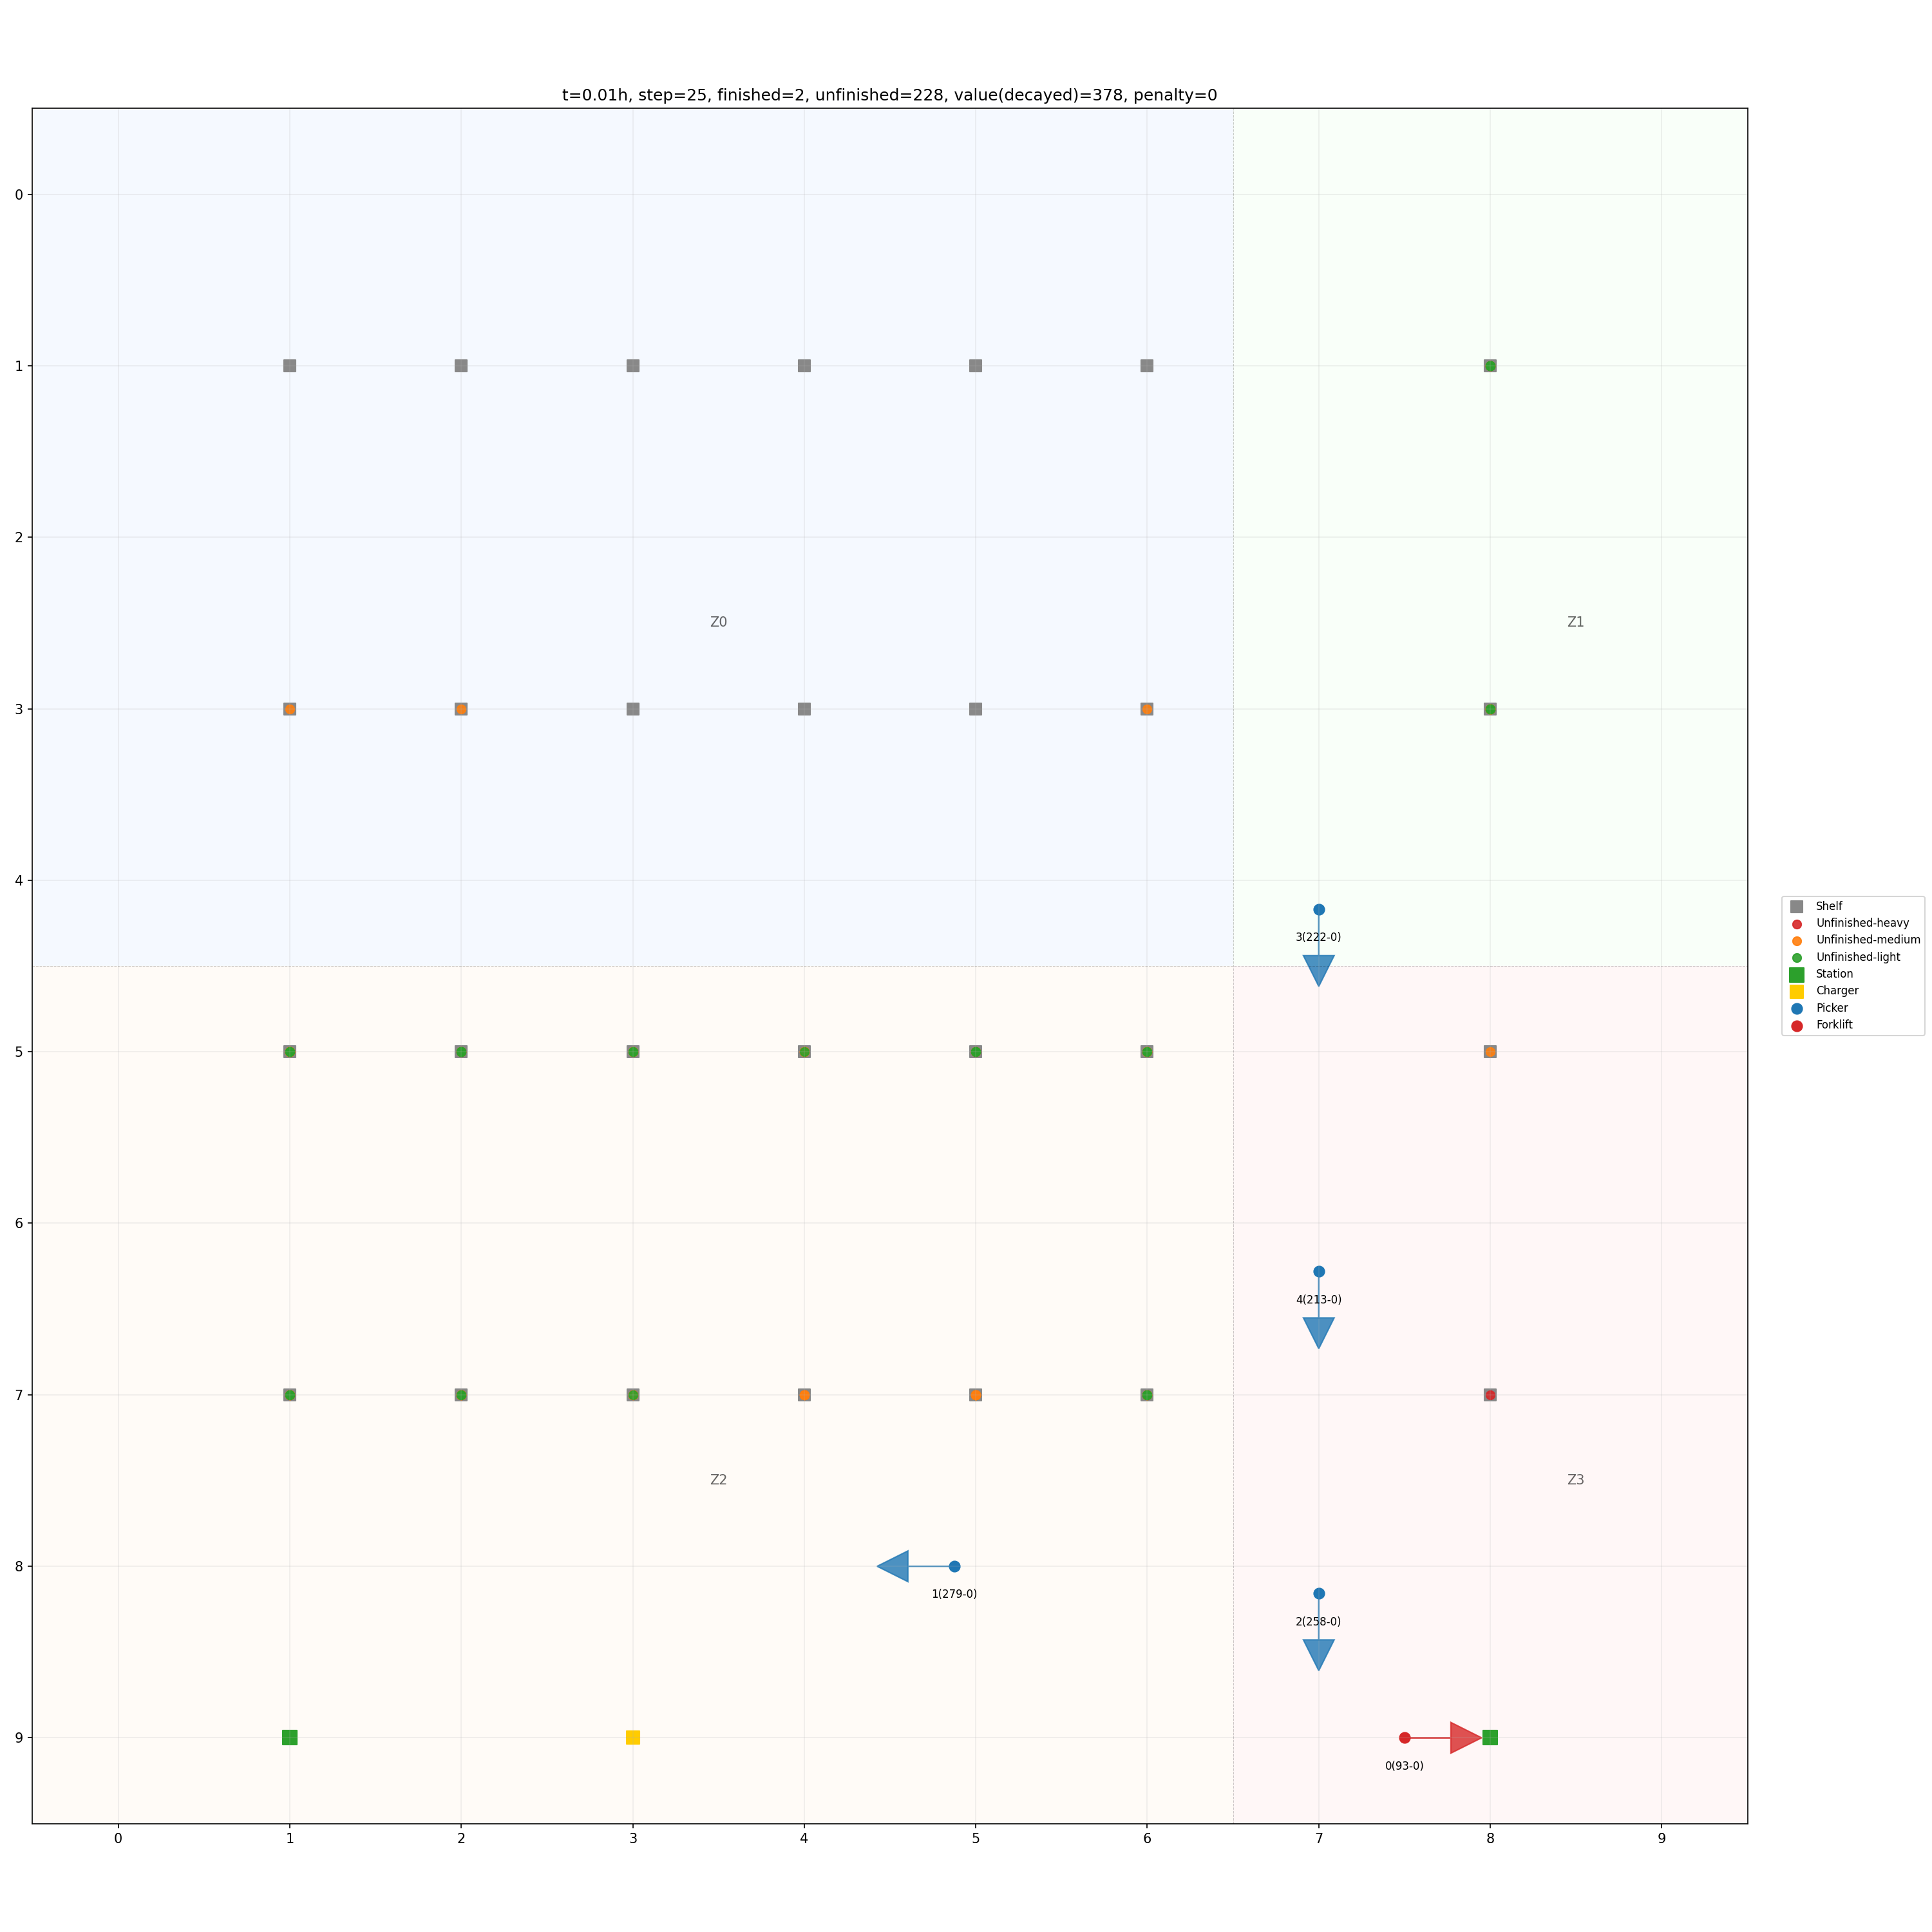 t=0.01h, step=25, finished=2, unfinished=228, value(decayed)=378, penalty=0
0
1
2
Z0
Z1
3
4
3(222-0)
Shelf
Unfinished-heavy
Unfinished-medium
Unfinished-light
Station
Charger
Picker
Forklift
5
6
4(213-0)
7
Z2
Z3
8
1(279-0)
2(258-0)
9
0(93-0)
0 1 2 3 4 5 6 7 8 9